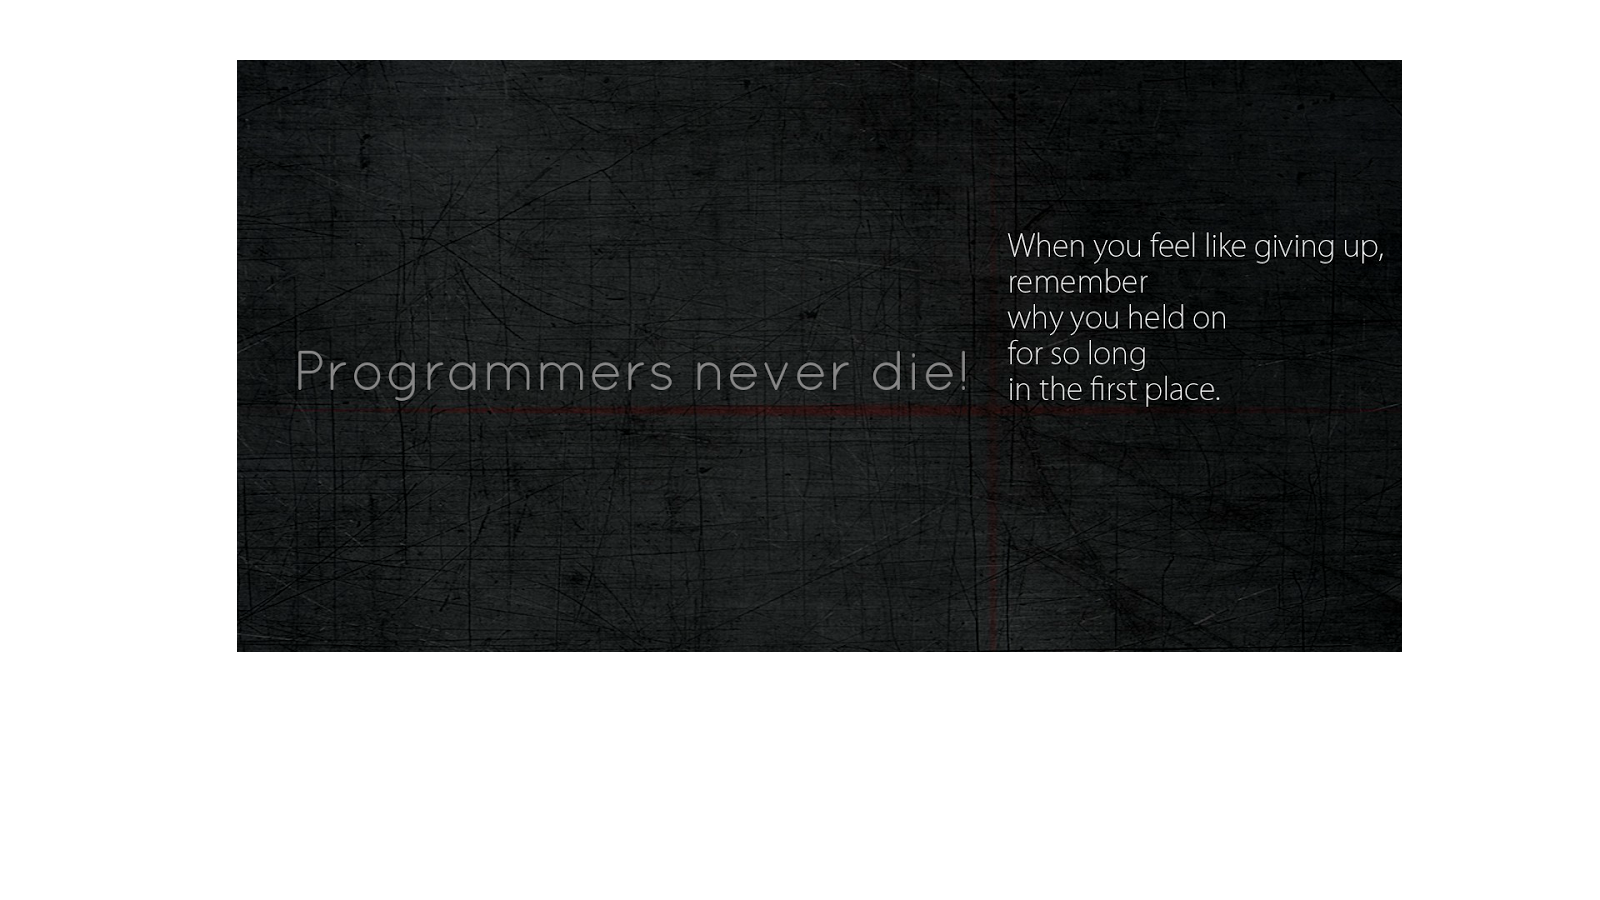 Programmers never die!
When you feel like giving up,
remember
why you held on
for so long
in the first place.